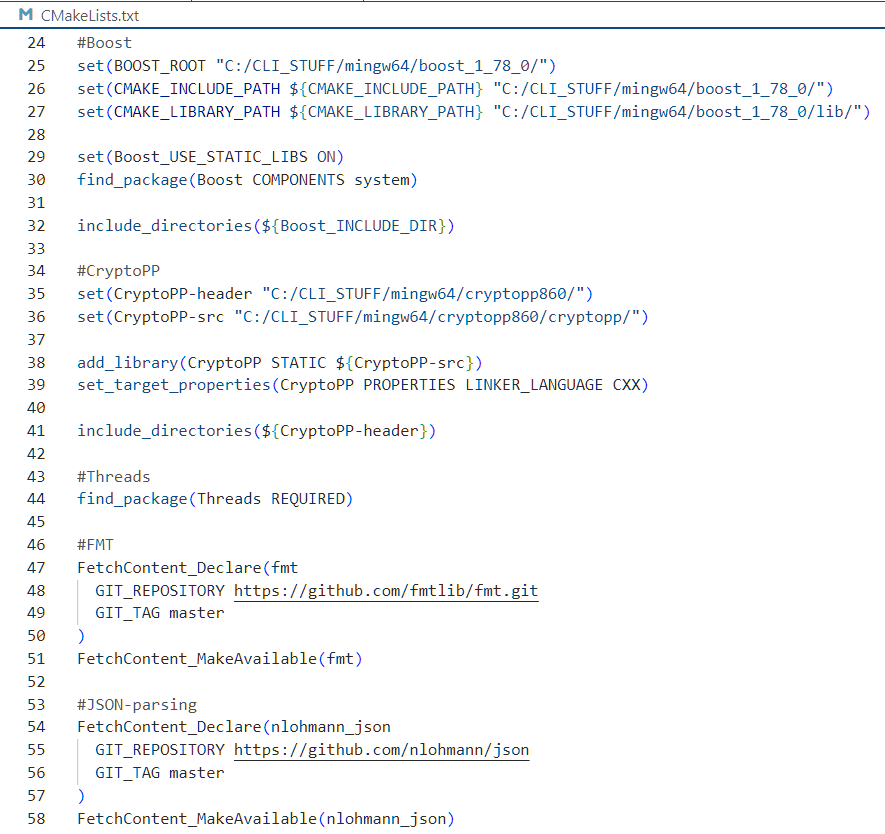 CMakeLists.txt
24 #Boost
25 set(BOOST_ROOT "C:/CLI_STUFF/mingw64/boost_1_78_0/")
26 set(CMAKE_INCLUDE_PATH ${CMAKE_INCLUDE_PATH} "C:/CLI_STUFF/mingw64/boost_1_78_0/")
27 set(CMAKE_LIBRARY_PATH ${CMAKE_LIBRARY_PATH} "C:/CLI_STUFF/mingw64/boost_1_78_0/lib/")
28
29 set(Boost_USE_STATIC_LIBS ON)
30 find_package(Boost COMPONENTS system)
31
32 include_directories(${Boost_INCLUDE_DIR})
33
34 #CryptoPP
35 set(CryptoPP-header "C:/CLI_STUFF/mingw64/cryptopp860/")
36 set(CryptoPP-src "C:/CLI_STUFF/mingw64/cryptopp860/cryptopp/")
37
38 add_library(CryptoPP STATIC ${CryptoPP-src})
39 set_target_properties(CryptoPP PROPERTIES LINKER_LANGUAGE CXX)
40
41 include_directories(${CryptoPP-header})
42
43 #Threads
44 find_package(Threads REQUIRED)
45
46 #FMT
47 FetchContent_Declare(fmt
48   GIT_REPOSITORY https://github.com/fmtlib/fmt.git
49   GIT_TAG master
50 )
51 FetchContent_MakeAvailable(fmt)
52
53 #JSON-parsing
54 FetchContent_Declare(nlohmann_json
55   GIT_REPOSITORY https://github.com/nlohmann/json
56   GIT_TAG master
57 )
58 FetchContent_MakeAvailable(nlohmann_json)